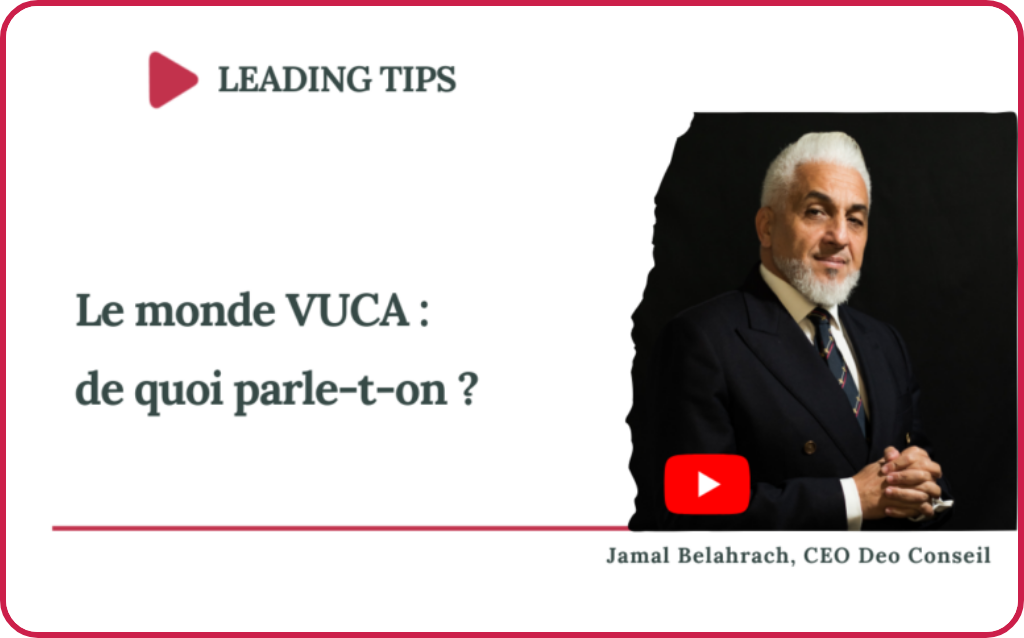 LEADING TIPS
Le monde VUCA :
de quoi parle-t-on ?
Jamal Belahrach, CEO Deo Conseil